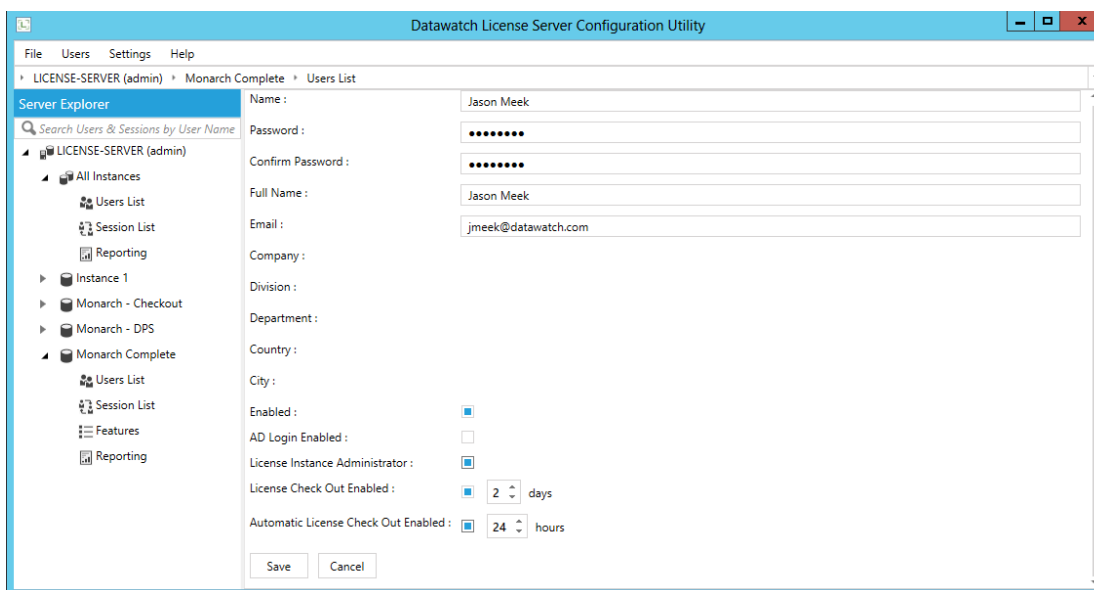 Datawatch License Server Configuration Utility
File Users Settings Help
LICENSE-SERVER (admin) Monarch Complete Users List
Server Explorer
Search Users & Sessions by User Name
LICENSE-SERVER (admin)
All Instances
Users List
Session List
Reporting
Instance 1
Monarch - Checkout
Monarch - DPS
Monarch Complete
Users List
Session List
Features
Reporting
Name : Jason Meek
Password : ●●●●●●●●
Confirm Password : ●●●●●●●●
Full Name : Jason Meek
Email : jmeek@datawatch.com
Company :
Division :
Department :
Country :
City :
Enabled :
AD Login Enabled :
License Instance Administrator :
License Check Out Enabled : 2 days
Automatic License Check Out Enabled : 24 hours
Save Cancel